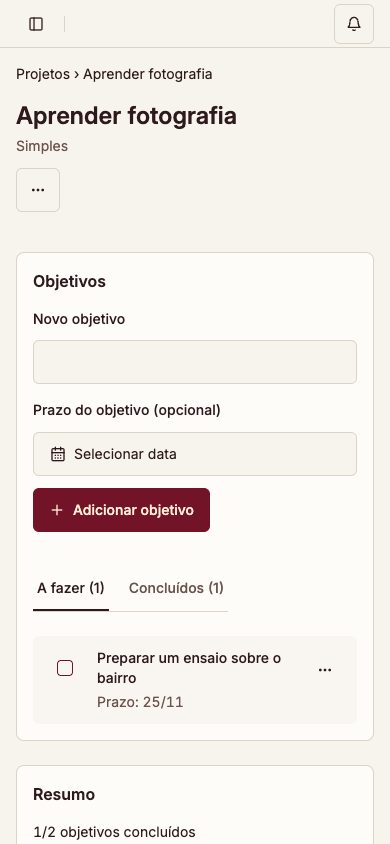 Projetos › Aprender fotografia
Aprender fotografia
Simples
Objetivos
Novo objetivo
Prazo do objetivo (opcional)
Selecionar data
Adicionar objetivo
A fazer (1) Concluídos (1)
Preparar um ensaio sobre o
bairro
Prazo: 25/11
Resumo
1/2 objetivos concluídos